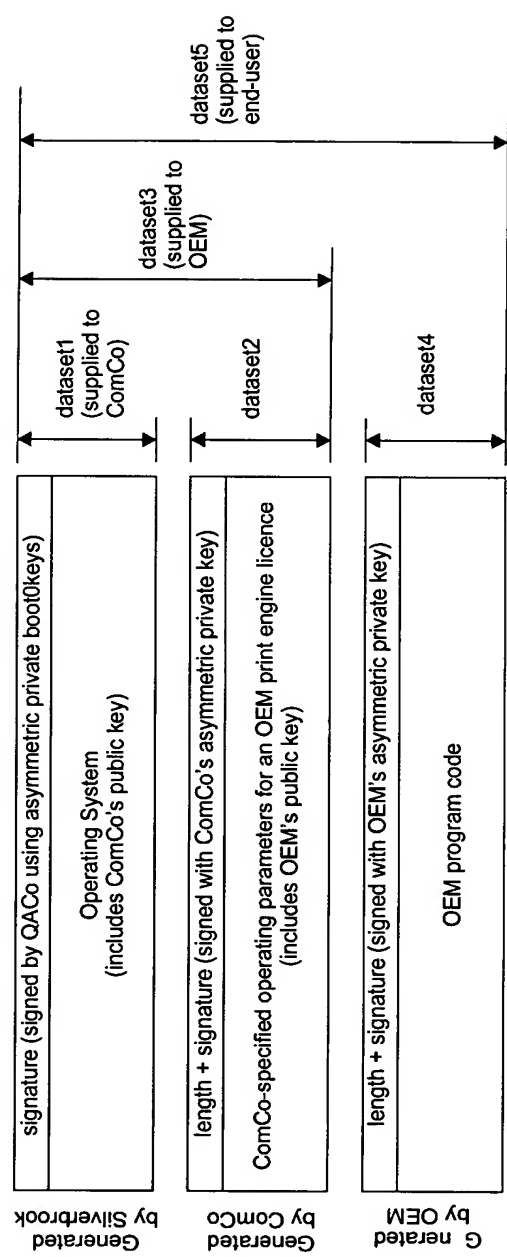 Generated
by Silverbrook
signature (signed by QACo using asymmetric private boot0keys)
Operating System
(includes ComCo's public key)
dataset1
(supplied to
ComCo)
dataset3
(supplied to
OEM)
dataset5
(supplied to
end-user)
Generated
by ComCo
length + signature (signed with ComCo's asymmetric private key)
ComCo-specified operating parameters for an OEM print engine licence
(includes OEM's public key)
dataset2
G nerated
by OEM
length + signature (signed with OEM's asymmetric private key)
OEM program code
dataset4